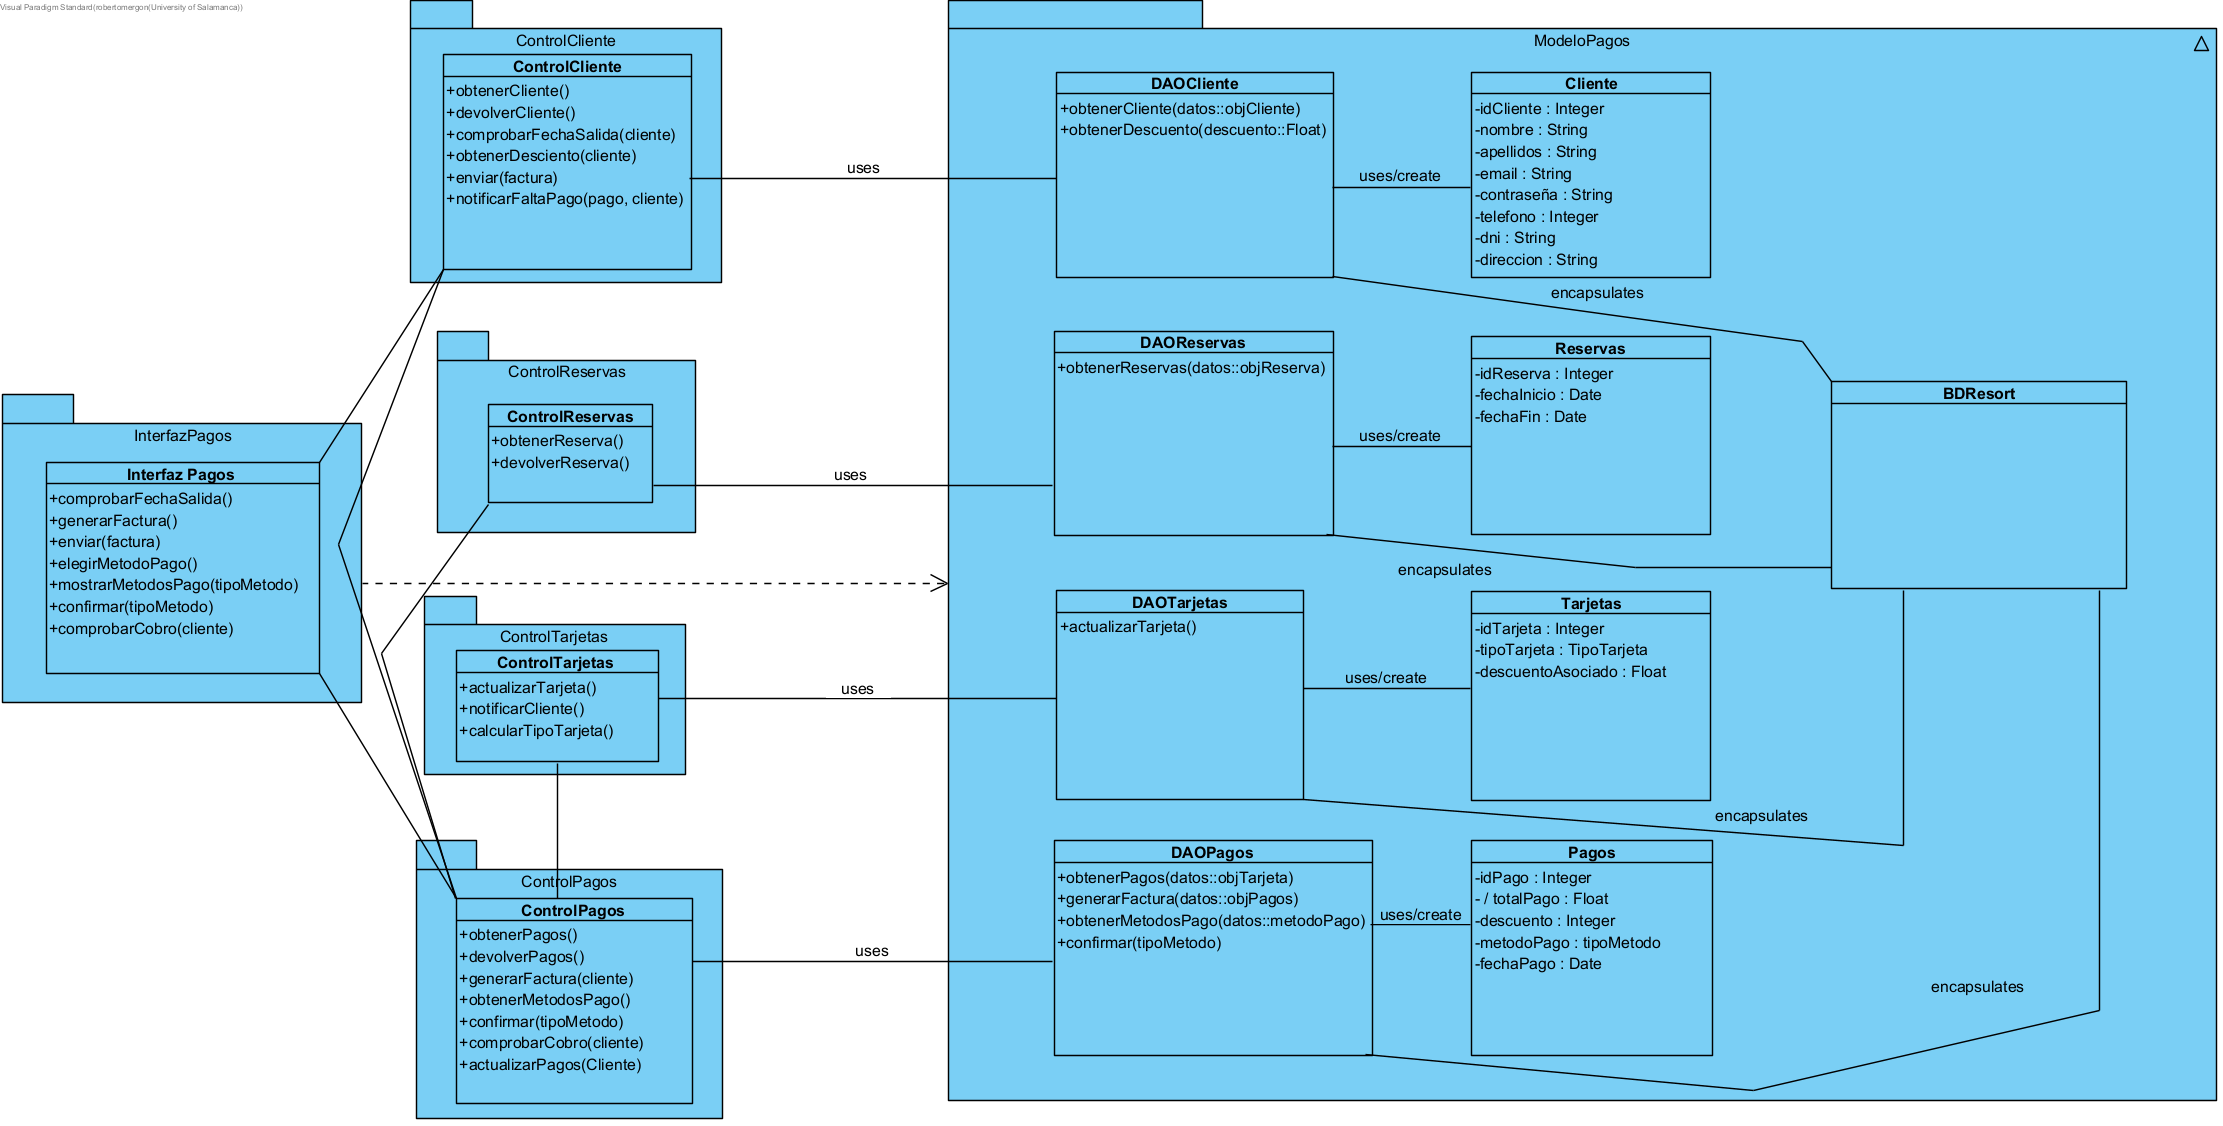 Visual Paradigm Standard(robertomergon(University of Salamanca))
ControlCliente
ControlCliente
+obtenerCliente()
+devolverCliente()
+comprobarFechaSalida(cliente)
+obtenerDesciento(cliente)
+enviar(factura)
+notificarFaltaPago(pago, cliente)
uses
ControlReservas
ControlReservas
+obtenerReserva()
+devolverReserva()
uses
InterfazPagos
Interfaz Pagos
+comprobarFechaSalida()
+generarFactura()
+enviar(factura)
+elegirMetodoPago()
+mostrarMetodosPago(tipoMetodo)
+confirmar(tipoMetodo)
+comprobarCobro(cliente)
ControlTarjetas
ControlTarjetas
+actualizarTarjeta()
+notificarCliente()
+calcularTipoTarjeta()
uses
ControlPagos
ControlPagos
+obtenerPagos()
+devolverPagos()
+generarFactura(cliente)
+obtenerMetodosPago()
+confirmar(tipoMetodo)
+comprobarCobro(cliente)
+actualizarPagos(Cliente)
uses
ModeloPagos
DAOCliente
+obtenerCliente(datos::objCliente)
+obtenerDescuento(descuento::Float)
uses/create
Cliente
-idCliente : Integer
-nombre : String
-apellidos : String
-email : String
-contraseña : String
-telefono : Integer
-dni : String
-direccion : String
encapsulates
DAOReservas
+obtenerReservas(datos::objReserva)
uses/create
Reservas
-idReserva : Integer
-fechaInicio : Date
-fechaFin : Date
BDResort
encapsulates
DAOTarjetas
+actualizarTarjeta()
uses/create
Tarjetas
-idTarjeta : Integer
-tipoTarjeta : TipoTarjeta
-descuentoAsociado : Float
encapsulates
DAOPagos
+obtenerPagos(datos::objTarjeta)
+generarFactura(datos::objPagos)
+obtenerMetodosPago(datos::metodoPago)
+confirmar(tipoMetodo)
uses/create
Pagos
-idPago : Integer
- / totalPago : Float
-descuento : Integer
-metodoPago : tipoMetodo
-fechaPago : Date
encapsulates